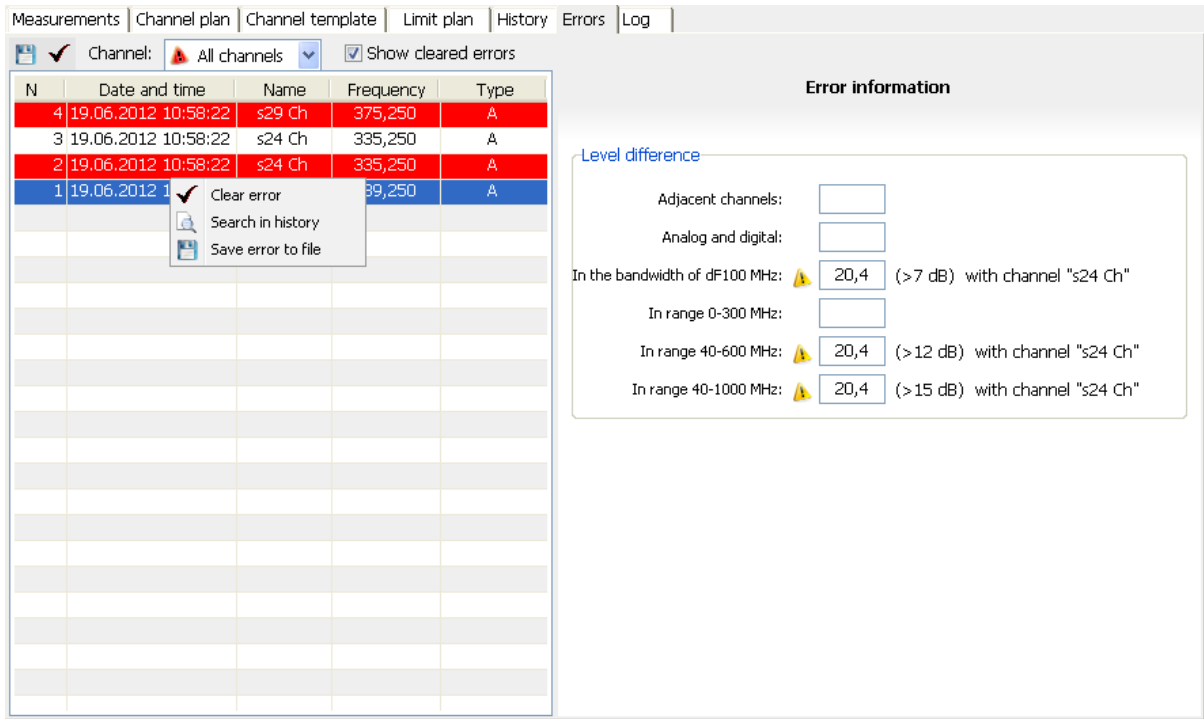 Measurements Channel plan Channel template Limit plan History Errors Log
Channel: All channels Show cleared errors
N Date and time Name Frequency Type
4 19.06.2012 10:58:22 s29 Ch 375,250 A
3 19.06.2012 10:58:22 s24 Ch 335,250 A
2 19.06.2012 10:58:22 s24 Ch 335,250 A
1 19.06.2012 1 39,250 A
Clear error
Search in history
Save error to file
Error information
Level difference
Adjacent channels:
Analog and digital:
In the bandwidth of dF100 MHz: 20,4 (>7 dB) with channel "s24 Ch"
In range 0-300 MHz:
In range 40-600 MHz: 20,4 (>12 dB) with channel "s24 Ch"
In range 40-1000 MHz: 20,4 (>15 dB) with channel "s24 Ch"